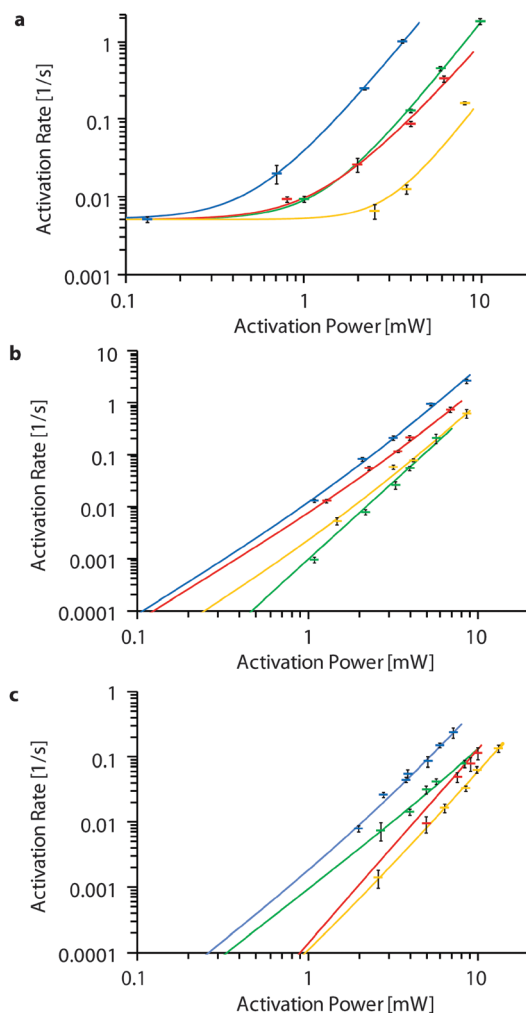 a
1
0.1
0.01
0.001
0.1
1
10
Activation Rate [1/s]
Activation Power [mW]
b
10
1
0.1
0.01
0.001
0.0001
0.1
1
10
Activation Rate [1/s]
Activation Power [mW]
c
1
0.1
0.01
0.001
0.0001
0.1
1
10
Activation Rate [1/s]
Activation Power [mW]